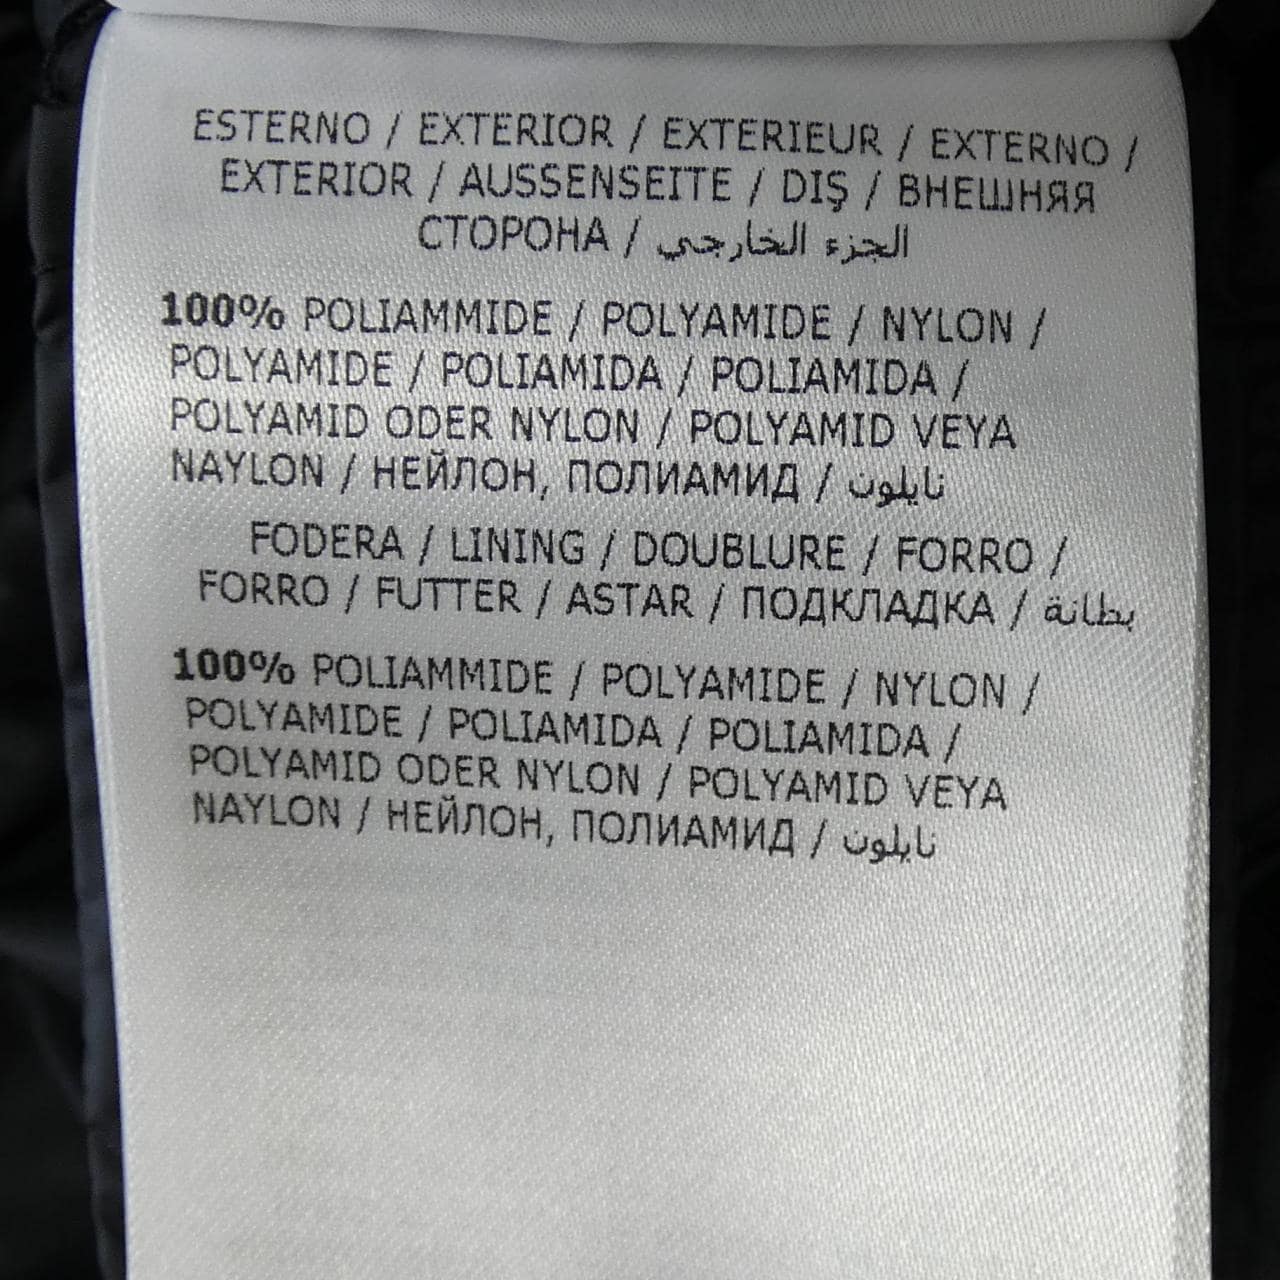 ESTERNO / EXTERIOR / EXTERIEUR / EXTERNO /
EXTERIOR / AUSSENSEITE / DIŞ / ВНЕШНЯЯ
СТОРОНА / الجزء الخارجي
100% POLIAMMIDE / POLYAMIDE / NYLON /
POLYAMIDE / POLIAMIDA / POLIAMIDA /
POLYAMID ODER NYLON / POLYAMID VEYA
NAYLON / НЕЙЛОН, ПОЛИАМИД / نايلون
FODERA / LINING / DOUBLURE / FORRO /
FORRO / FUTTER / ASTAR / ПОДКЛАДКА / بطانة
100% POLIAMMIDE / POLYAMIDE / NYLON /
POLYAMIDE / POLIAMIDA / POLIAMIDA /
POLYAMID ODER NYLON / POLYAMID VEYA
NAYLON / НЕЙЛОН, ПОЛИАМИД / نايلون